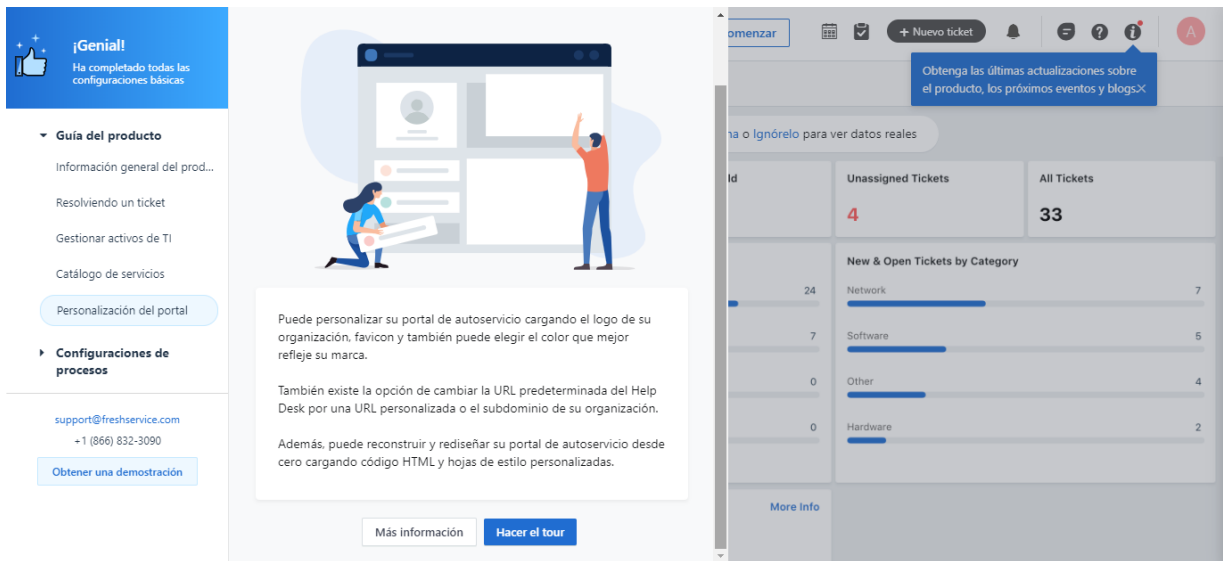 ¡Genial!
Ha completado todas las
configuraciones básicas
Guía del producto
Información general del prod...
Resolviendo un ticket
Gestionar activos de TI
Catálogo de servicios
Personalización del portal
Configuraciones de
procesos
support@freshservice.com
+1 (866) 832-3090
Obtener una demostración
Puede personalizar su portal de autoservicio cargando el logo de su
organización, favicon y también puede elegir el color que mejor
refleje su marca.
También existe la opción de cambiar la URL predeterminada del Help
Desk por una URL personalizada o el subdominio de su organización.
Además, puede reconstruir y rediseñar su portal de autoservicio desde
cero cargando código HTML y hojas de estilo personalizadas.
Más información
Hacer el tour
omenzar
+ Nuevo ticket
A
Obtenga las últimas actualizaciones sobre
el producto, los próximos eventos y blogs.
o Ignórelo para ver datos reales
Unassigned Tickets
4
All Tickets
33
24
7
0
0
New & Open Tickets by Category
Network 7
Software 5
Other 4
Hardware 2
More Info